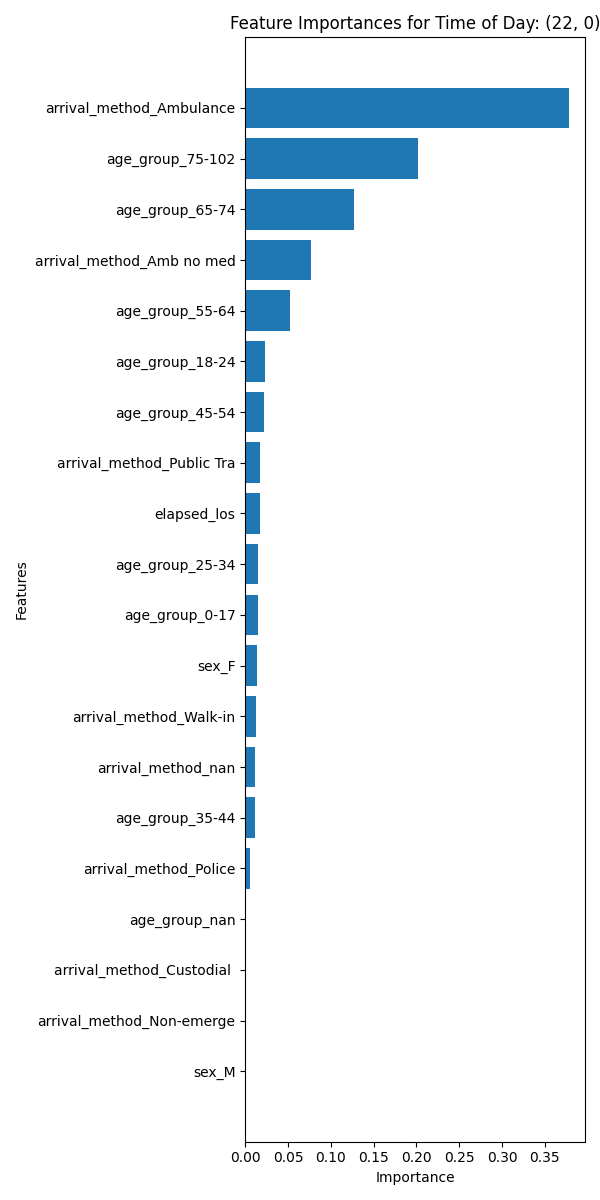 Feature Importances for Time of Day: (22, 0)
arrival_method_Ambulance
age_group_75-102
age_group_65-74
arrival_method_Amb no med
age_group_55-64
age_group_18-24
age_group_45-54
arrival_method_Public Tra
elapsed_los
age_group_25-34
age_group_0-17
sex_F
arrival_method_Walk-in
arrival_method_nan
age_group_35-44
arrival_method_Police
age_group_nan
arrival_method_Custodial
arrival_method_Non-emerge
sex_M
Features
0.00 0.05 0.10 0.15 0.20 0.25 0.30 0.35
Importance